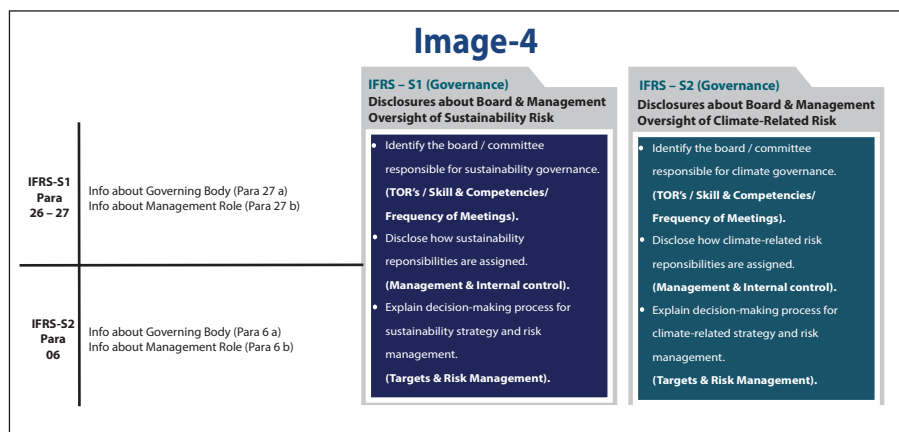 Image-4
IFRS-S1
Para
26 – 27
Info about Governing Body (Para 27 a)
Info about Management Role (Para 27 b)
IFRS-S2
Para
06
Info about Governing Body (Para 6 a)
Info about Management Role (Para 6 b)
IFRS – S1 (Governance)
Disclosures about Board & Management
Oversight of Sustainability Risk
• Identify the board / committee
responsible for sustainability governance.
(TOR's / Skill & Competencies/
Frequency of Meetings).
• Disclose how sustainability
reponsibilities are assigned.
(Management & Internal control).
• Explain decision-making process for
sustainability strategy and risk
management.
(Targets & Risk Management).
IFRS – S2 (Governance)
Disclosures about Board & Management
Oversight of Climate-Related Risk
• Identify the board / committee
responsible for climate governance.
(TOR's / Skill & Competencies/
Frequency of Meetings).
• Disclose how climate-related risk
reponsibilities are assigned.
(Management & Internal control).
• Explain decision-making process for
climate-related strategy and risk
management.
(Targets & Risk Management).